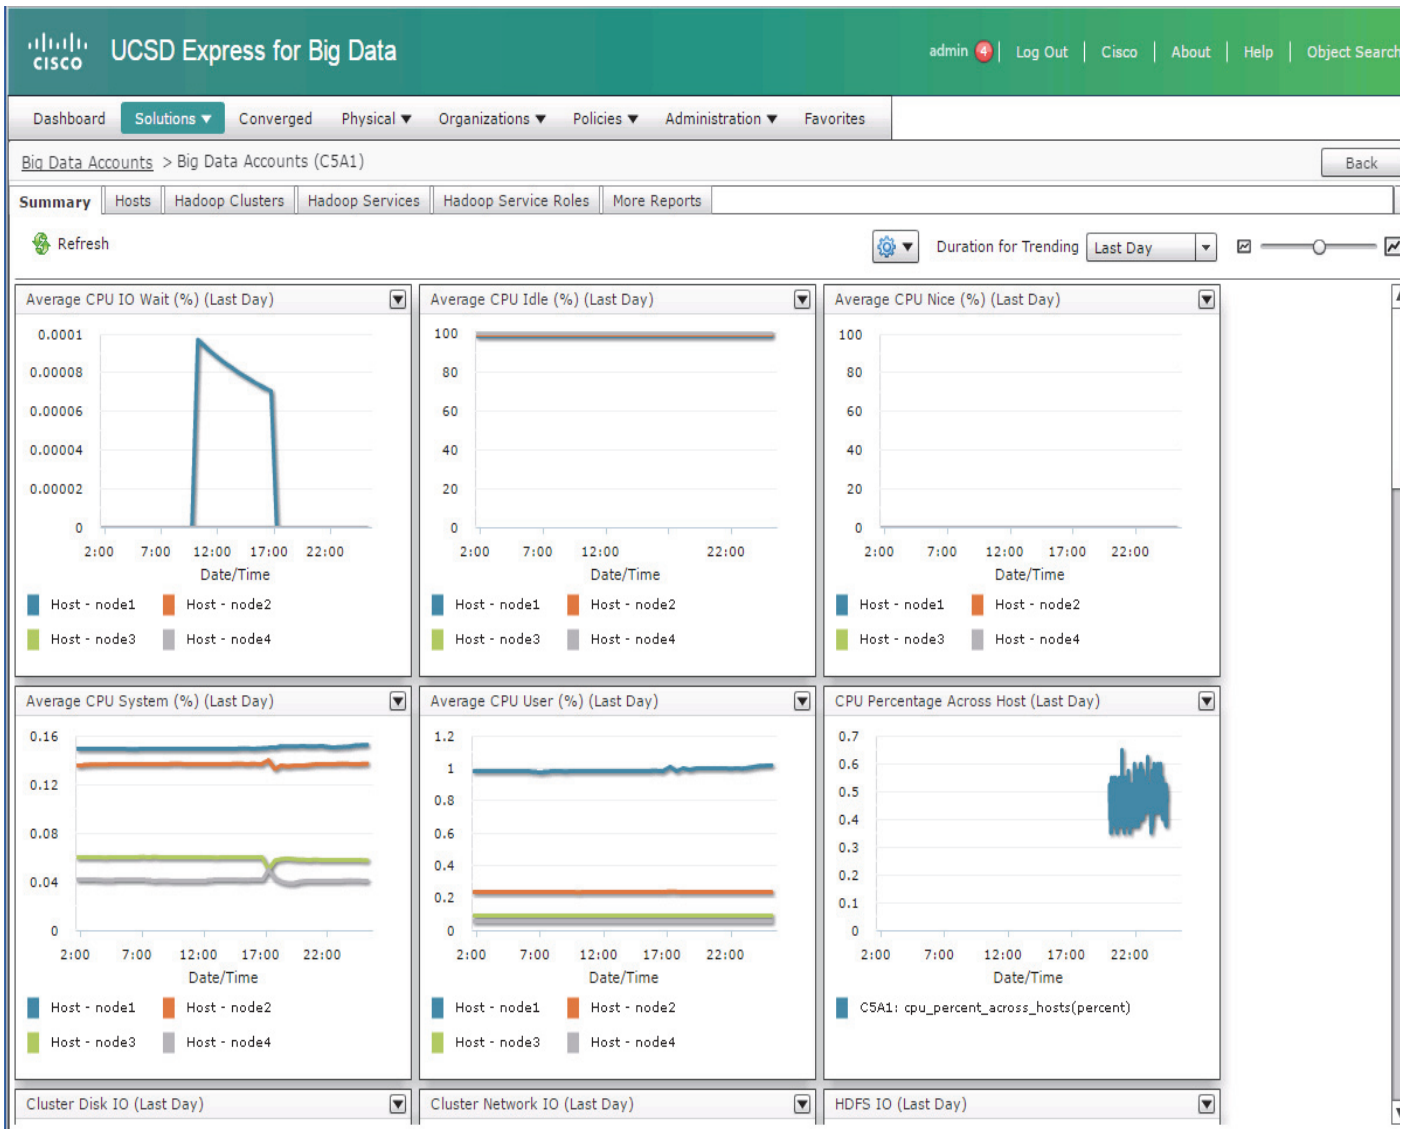 CISCO UCSD Express for Big Data
admin 4 | Log Out | Cisco | About | Help | Object Search
Dashboard Solutions ▼ Converged Physical ▼ Organizations ▼ Policies ▼ Administration ▼ Favorites
Big Data Accounts > Big Data Accounts (C5A1) Back
Summary Hosts Hadoop Clusters Hadoop Services Hadoop Service Roles More Reports
Refresh Duration for Trending Last Day
Average CPU IO Wait (%) (Last Day)
0.0001
0.00008
0.00006
0.00004
0.00002
0
2:00 7:00 12:00 17:00 22:00
Date/Time
Host - node1 Host - node2
Host - node3 Host - node4
Average CPU Idle (%) (Last Day)
100
80
60
40
20
0
2:00 7:00 12:00 22:00
Date/Time
Host - node1 Host - node2
Host - node3 Host - node4
Average CPU Nice (%) (Last Day)
100
80
60
40
20
0
2:00 7:00 12:00 17:00 22:00
Date/Time
Host - node1 Host - node2
Host - node3 Host - node4
Average CPU System (%) (Last Day)
0.16
0.12
0.08
0.04
0
2:00 7:00 12:00 17:00 22:00
Date/Time
Host - node1 Host - node2
Host - node3 Host - node4
Average CPU User (%) (Last Day)
1.2
1
0.8
0.6
0.4
0.2
0
2:00 7:00 12:00 17:00 22:00
Date/Time
Host - node1 Host - node2
Host - node3 Host - node4
CPU Percentage Across Host (Last Day)
0.7
0.6
0.5
0.4
0.3
0.2
0.1
0
2:00 7:00 12:00 17:00 22:00
Date/Time
C5A1: cpu_percent_across_hosts(percent)
Cluster Disk IO (Last Day)
Cluster Network IO (Last Day)
HDFS IO (Last Day)